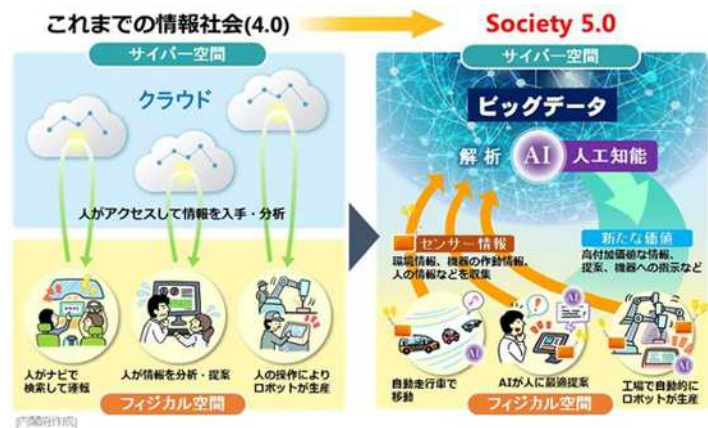 これまでの情報社会(4.0)
Society 5.0
サイバー空間
クラウド
人がアクセスして情報を入手・分析
人がナビで
検索して運転
人が情報を分析・提案
人の操作により
ロボットが生産
フィジカル空間
サイバー空間
ビッグデータ
解析 AI 人工知能
センサー情報
環境情報、機器の作動情報、
人の情報などを収集
新たな価値
高付加価値な情報、
提案、機器への指示など
AI
AI
AI
自動走行車で
移動
AIが人に最適提案
工場で自動的に
ロボットが生産
フィジカル空間
[内閣府作成]